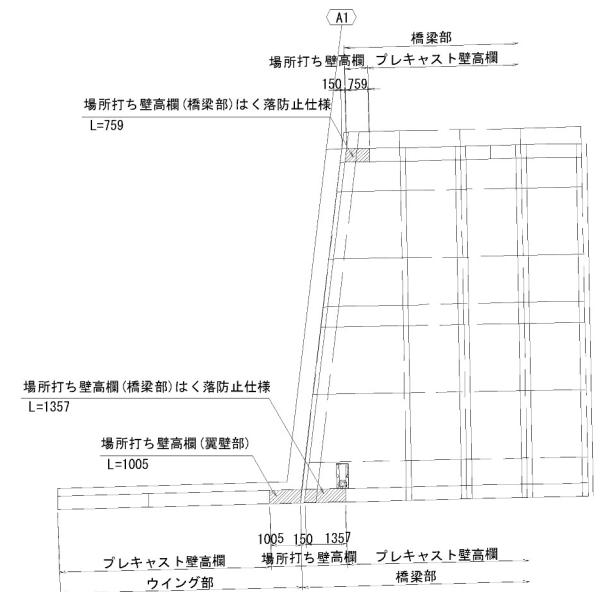 A1
橋梁部
場所打ち壁高欄 プレキャスト壁高欄
150 759
場所打ち壁高欄(橋梁部)はく落防止仕様
L=759
場所打ち壁高欄(橋梁部)はく落防止仕様
L=1357
場所打ち壁高欄(翼壁部)
L=1005
1005 150 1357
プレキャスト壁高欄 場所打ち壁高欄 プレキャスト壁高欄
ウイング部 橋梁部